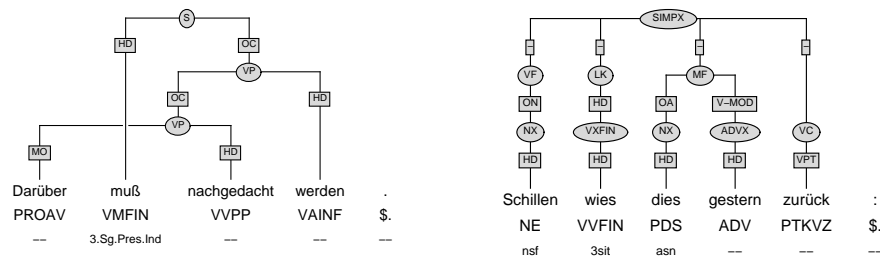 S
HD OC
VP
OC HD
VP
MO HD
Darüber muß nachgedacht werden .
PROAV VMFIN VVPP VAINF $.
-- 3.Sg.Pres.Ind -- -- --
SIMPX
– – – –
VF LK MF
ON HD OA V–MOD
NX VXFIN NX ADVX VC
HD HD HD HD VPT
Schillen wies dies gestern zurück :
NE VVFIN PDS ADV PTKVZ $.
nsf 3sit asn -- -- --